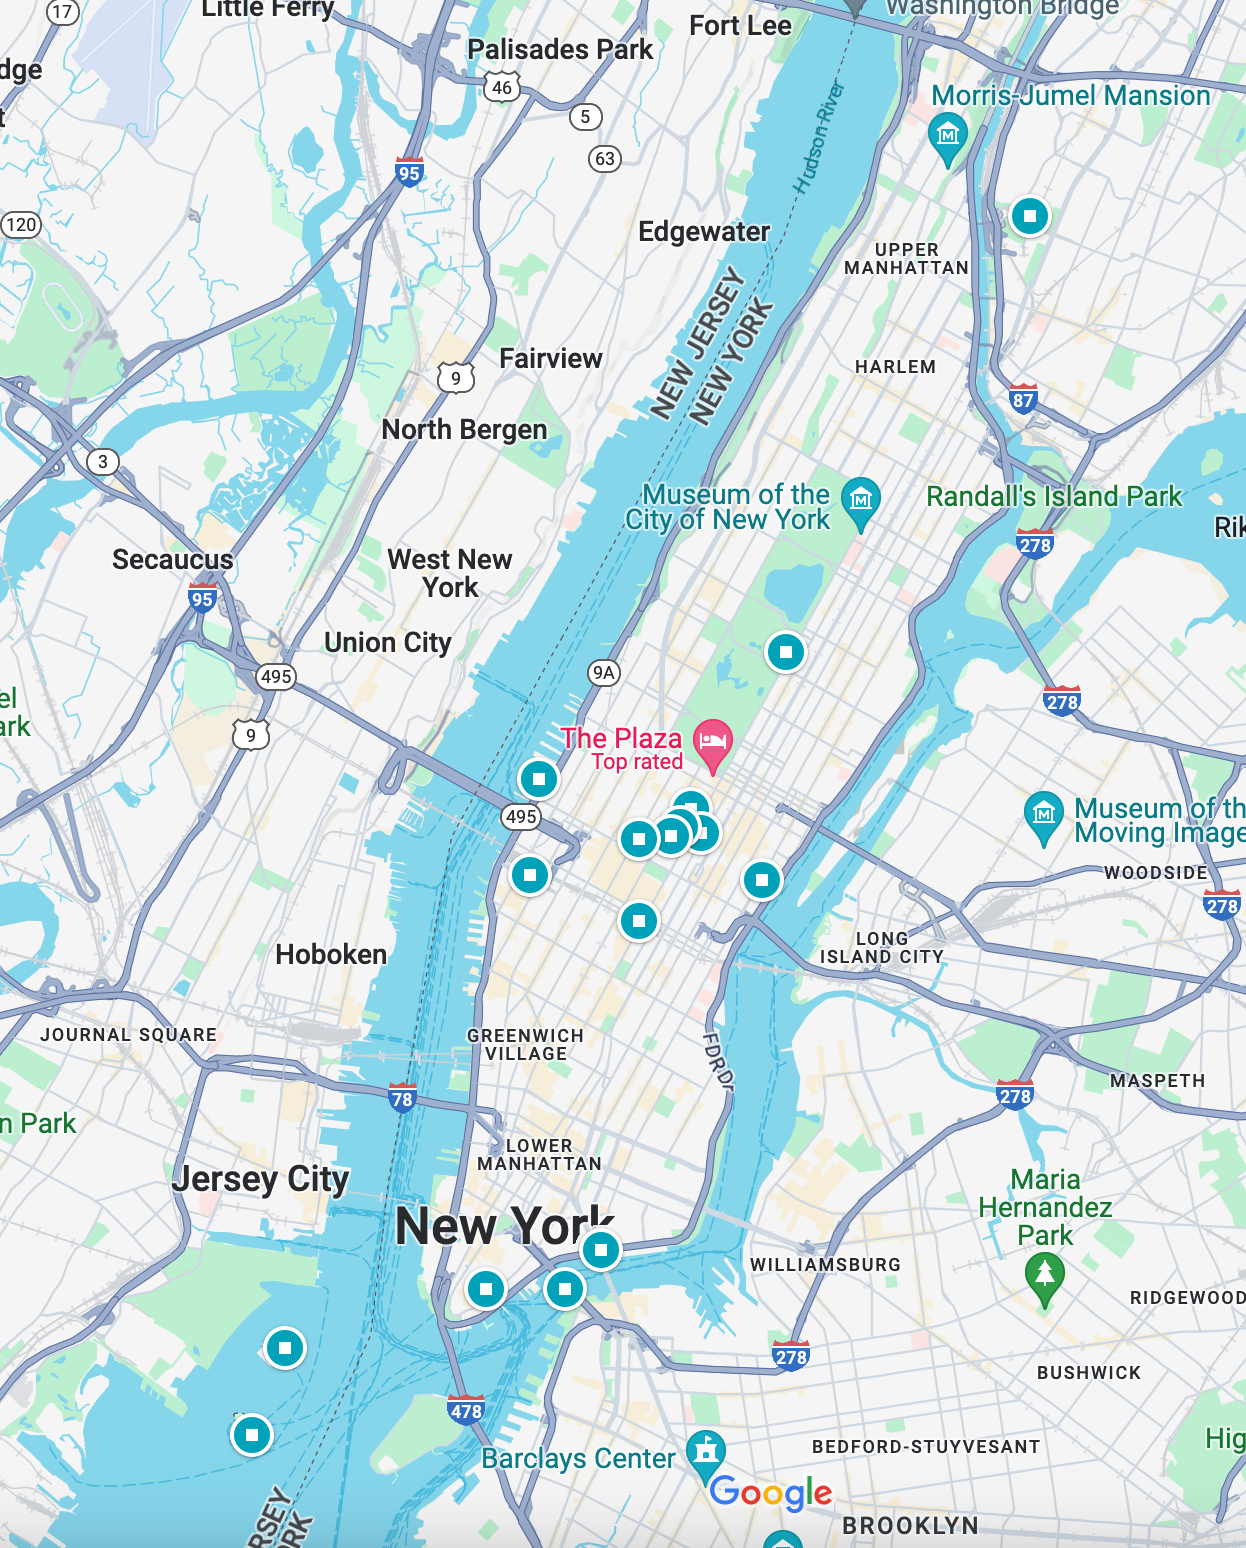 17
Little Ferry
Washington Bridge
Fort Lee
Palisades Park
dge
46
5
t
63
95
Morris-Jumel Mansion
Hudson River
120
Edgewater
UPPER
MANHATTAN
NEW JERSEY
NEW YORK
Fairview
HARLEM
9
87
North Bergen
3
Museum of the
City of New York
Randall's Island Park
Rik
278
Secaucus
West New
York
95
Union City
495
9A
el
ark
9
278
The Plaza
Top rated
495
Museum of th
Moving Image
WOODSIDE
278
LONG
ISLAND CITY
Hoboken
JOURNAL SQUARE
GREENWICH
VILLAGE
FDR Dr
MASPETH
78
278
n Park
LOWER
MANHATTAN
Jersey City
Maria
Hernandez
Park
New York
WILLIAMSBURG
RIDGEWOOD
278
BUSHWICK
478
Hig
Barclays Center
BEDFORD-STUYVESANT
Google
ERSEY
RK
BROOKLYN